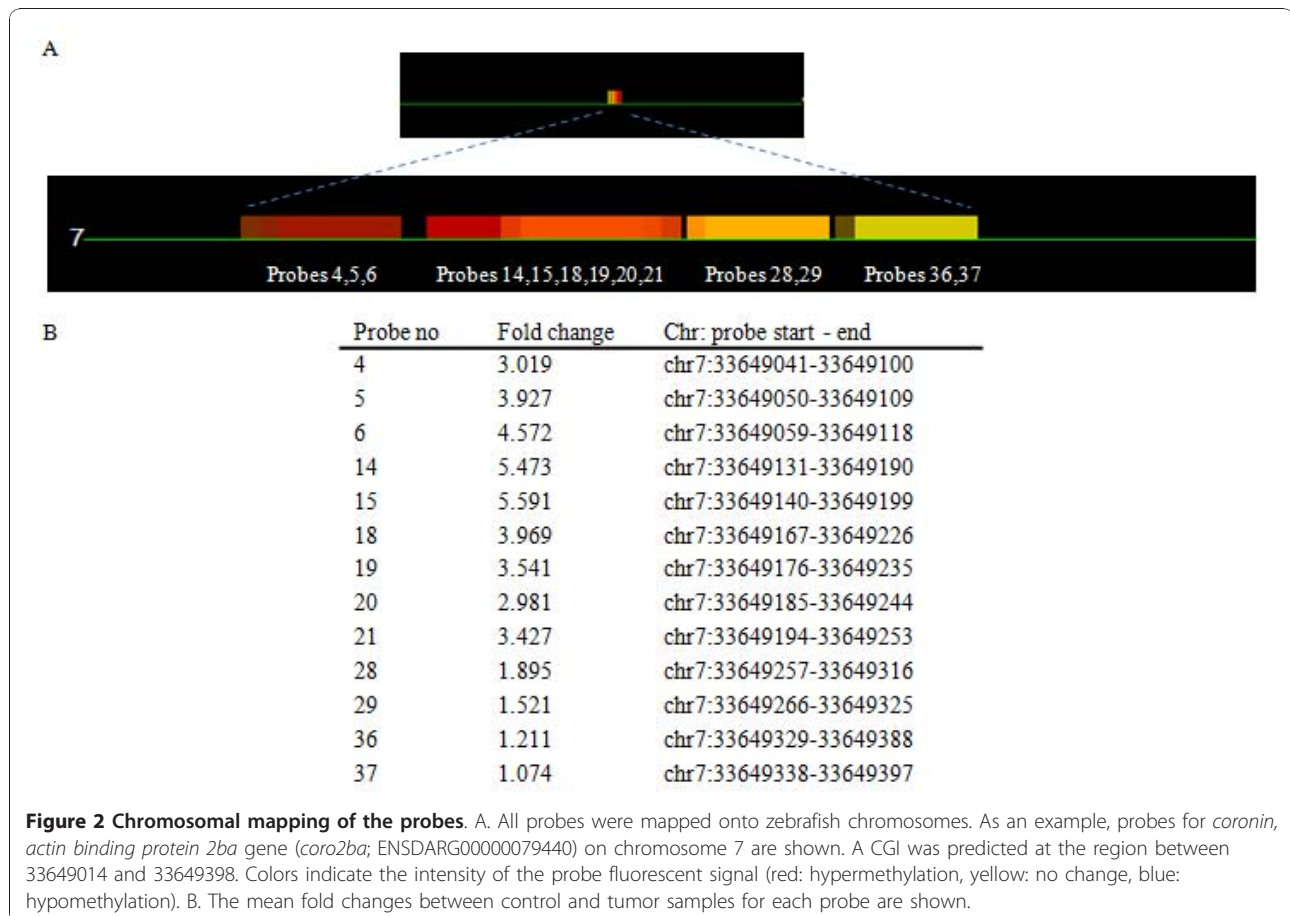 A
7
Probes 4,5,6
Probes 14,15,18,19,20,21
Probes 28,29
Probes 36,37
B
Probe no Fold change Chr: probe start - end
4 3.019 chr7:33649041-33649100
5 3.927 chr7:33649050-33649109
6 4.572 chr7:33649059-33649118
14 5.473 chr7:33649131-33649190
15 5.591 chr7:33649140-33649199
18 3.969 chr7:33649167-33649226
19 3.541 chr7:33649176-33649235
20 2.981 chr7:33649185-33649244
21 3.427 chr7:33649194-33649253
28 1.895 chr7:33649257-33649316
29 1.521 chr7:33649266-33649325
36 1.211 chr7:33649329-33649388
37 1.074 chr7:33649338-33649397
Figure 2 Chromosomal mapping of the probes. A. All probes were mapped onto zebrafish chromosomes. As an example, probes for coronin,
actin binding protein 2ba gene (coro2ba; ENSDARG00000079440) on chromosome 7 are shown. A CGI was predicted at the region between
33649014 and 33649398. Colors indicate the intensity of the probe fluorescent signal (red: hypermethylation, yellow: no change, blue:
hypomethylation). B. The mean fold changes between control and tumor samples for each probe are shown.